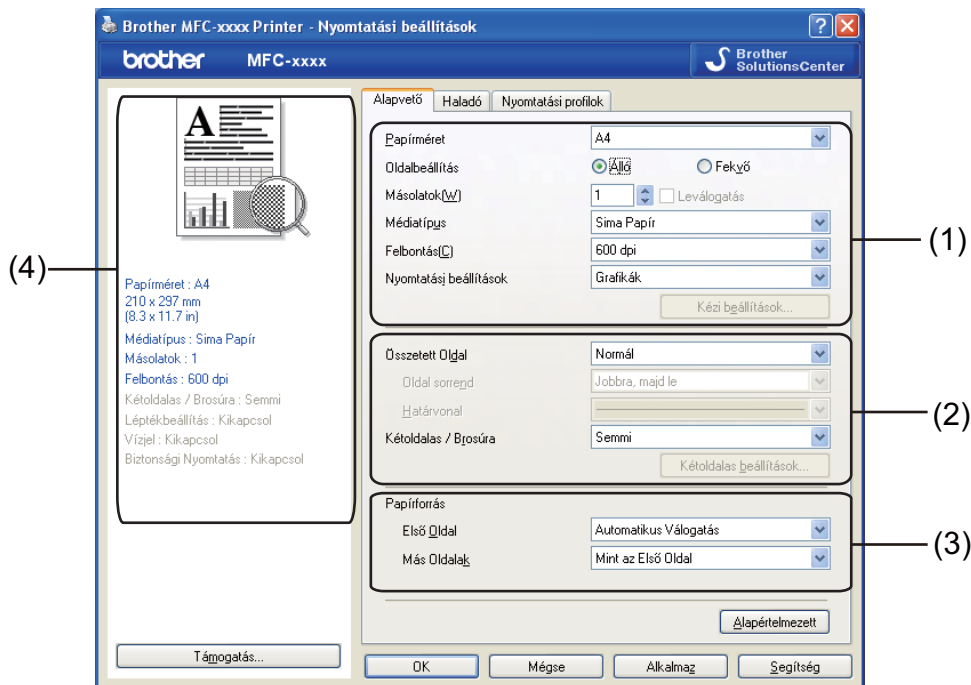 Brother MFC-xxxx Printer - Nyomtatási beállítások
brother MFC-xxxx
Brother
SolutionsCenter
Alapvető Haladó Nyomtatási profilok
A
Papírméret A4
Oldalbeállítás Álló Fekvő
Másolatok(W) 1 Leválogatás
Médiatípus Sima Papír
Felbontás(C) 600 dpi
Nyomtatási beállítások Grafikák
Kézi beállítások...
(1)
(4)
Papírméret : A4
210 x 297 mm
(8.3 x 11.7 in)
Médiatípus : Sima Papír
Másolatok : 1
Felbontás : 600 dpi
Kétoldalas / Brosúra : Semmi
Léptékbeállítás : Kikapcsol
Vízjel : Kikapcsol
Biztonsági Nyomtatás : Kikapcsol
Összetett Oldal Normál
Oldal sorrend Jobbra, majd le
Határvonal
Kétoldalas / Brosúra Semmi
Kétoldalas beállítások...
(2)
Papírforrás
Első Oldal Automatikus Válogatás
Más Oldalak Mint az Első Oldal
(3)
Alapértelmezett
Támogatás...
OK Mégse Alkalmaz Segítség